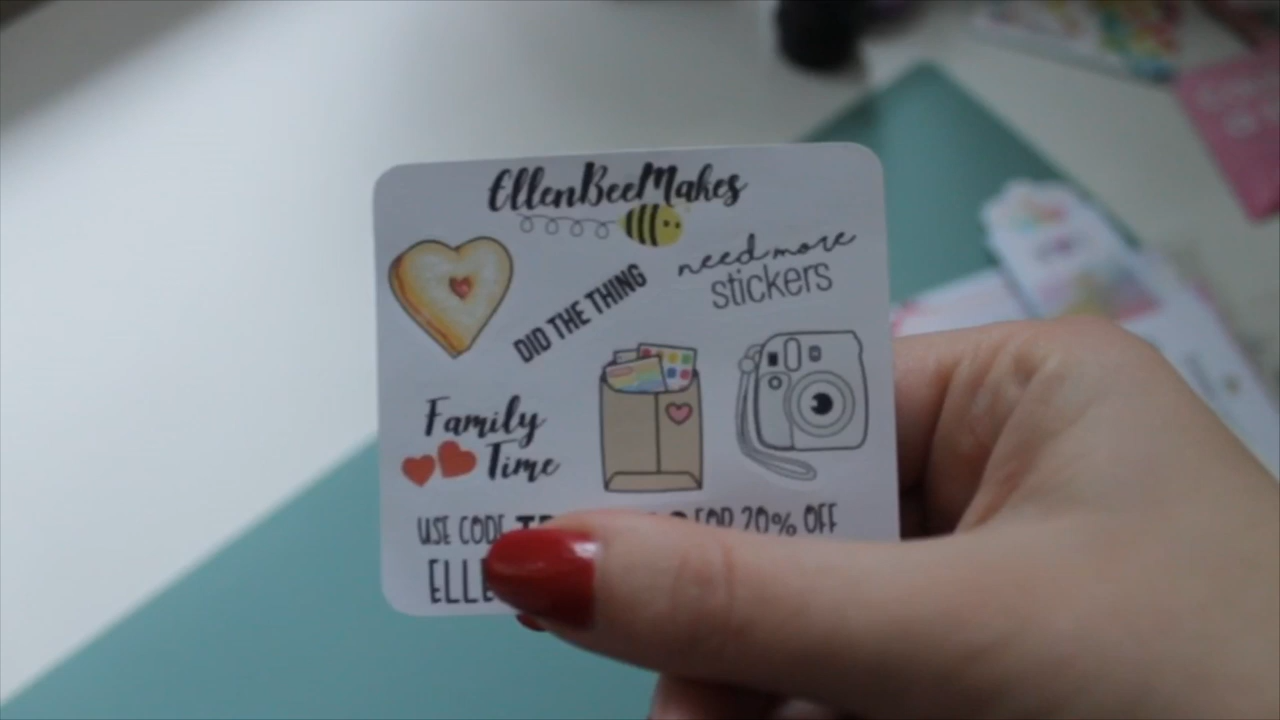 EllenBeeMakes
need more
stickers
DID THE THING
Family
Time
USE CODE FOR 20% OFF